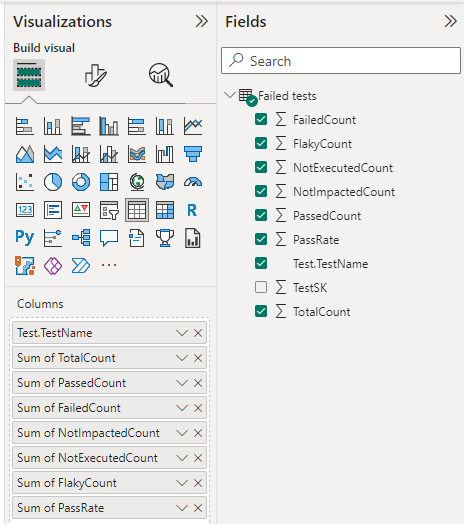 Visualizations
Build visual
123
R
Py
Columns
Test.TestName
Sum of TotalCount
Sum of PassedCount
Sum of FailedCount
Sum of NotImpactedCount
Sum of NotExecutedCount
Sum of FlakyCount
Sum of PassRate
Fields
Search
Failed tests
FailedCount
FlakyCount
NotExecutedCount
NotImpactedCount
PassedCount
PassRate
Test.TestName
TestSK
TotalCount